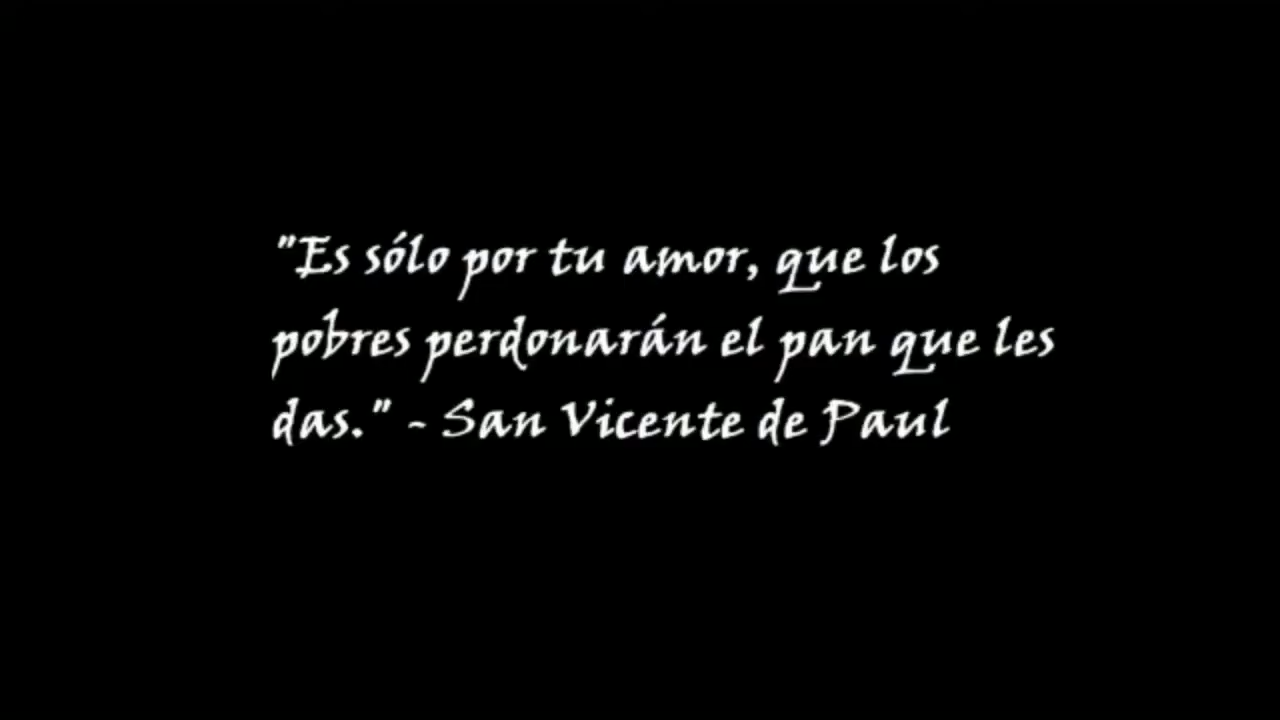 "Es sólo por tu amor, que los
pobres perdonarán el pan que les
das." - San Vicente de Paul